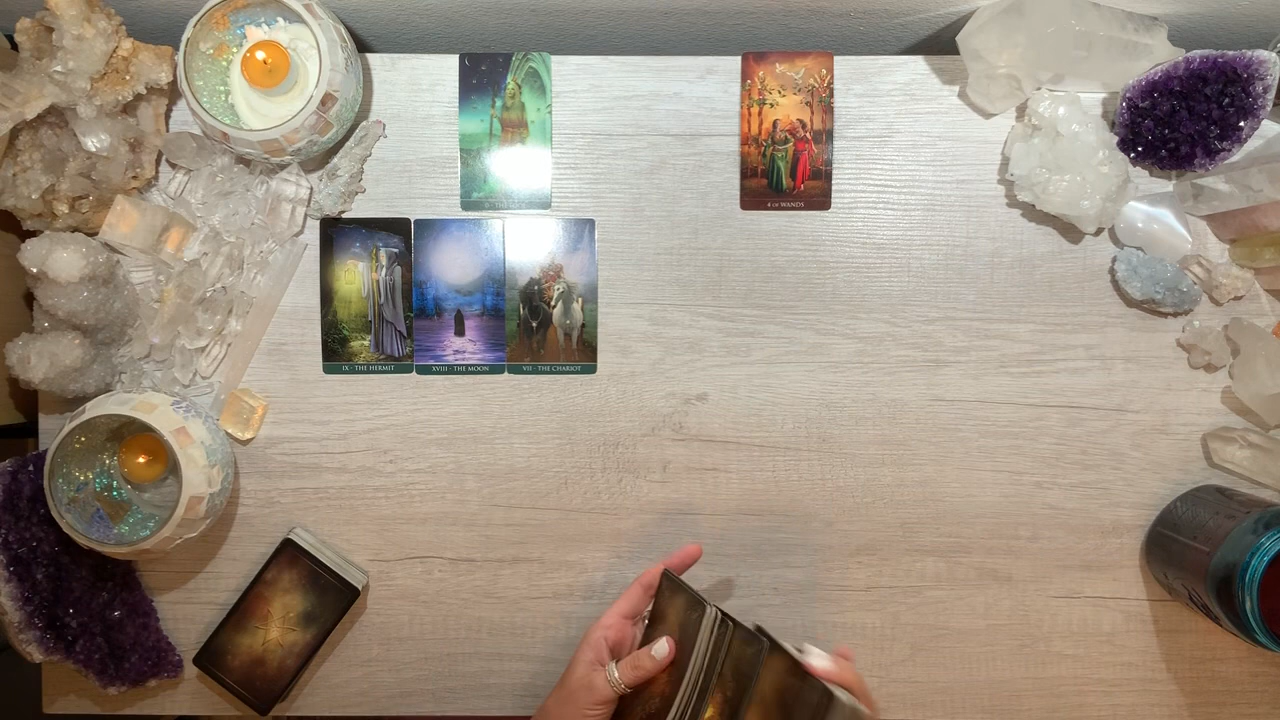 4 OF WANDS
IX - THE HERMIT
XVIII - THE MOON
VII - THE CHARIOT